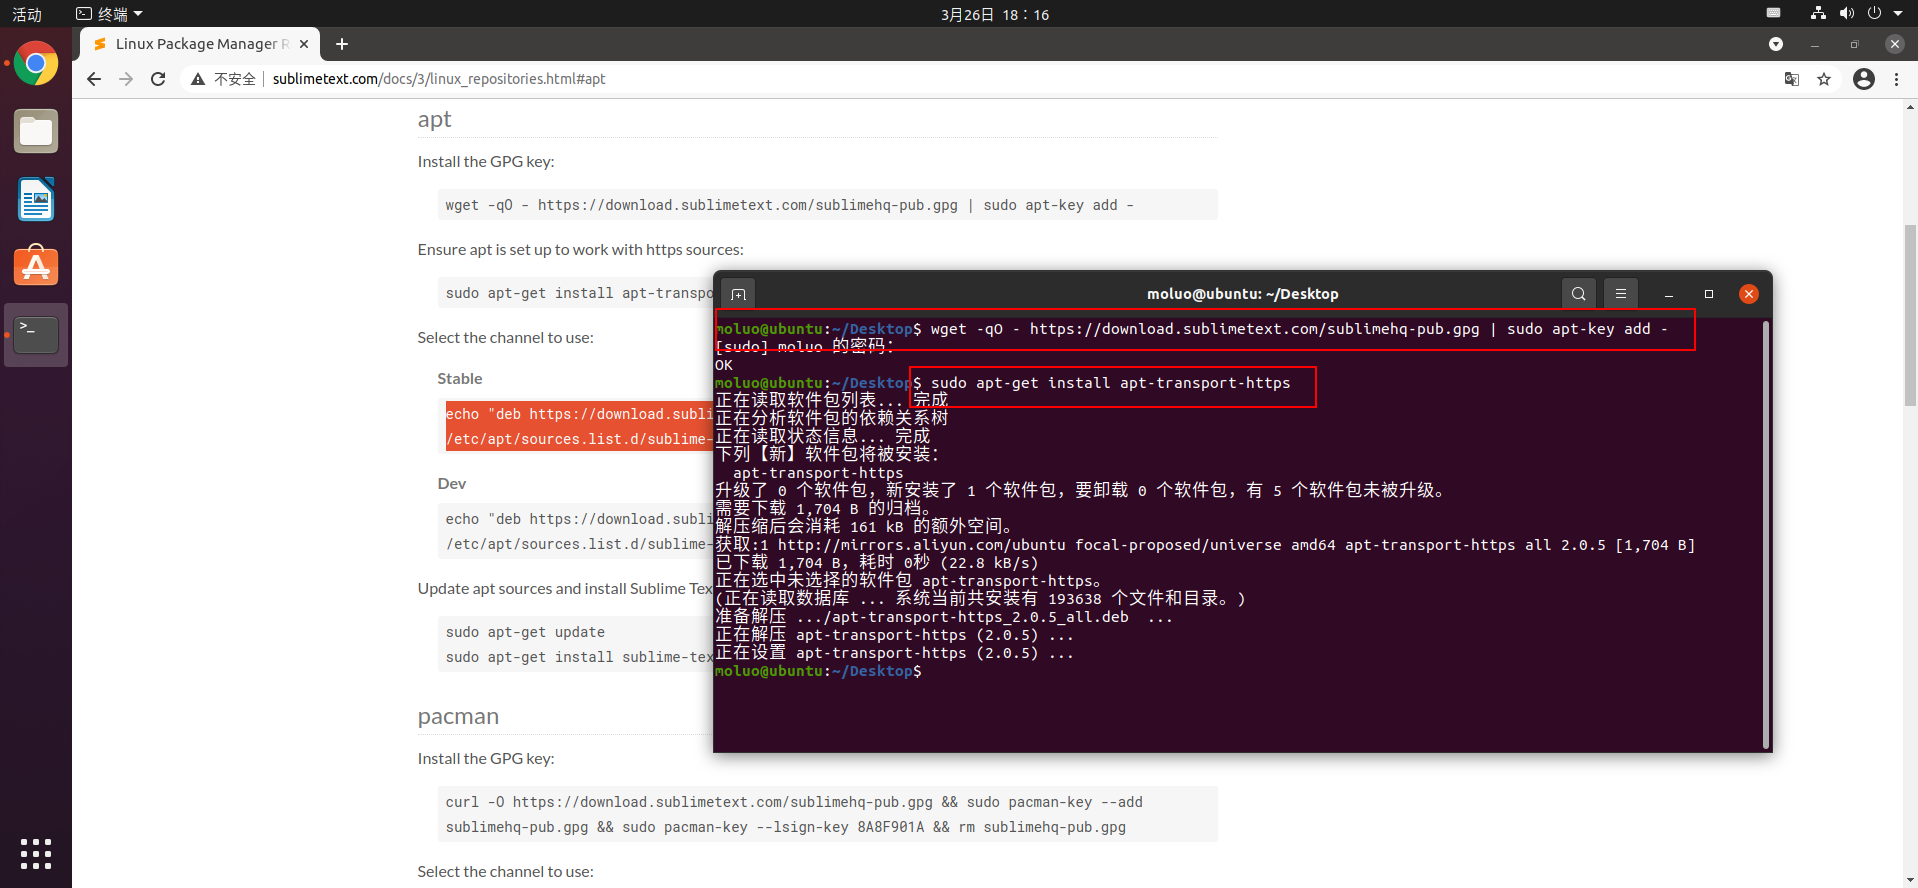 活动
终端
3月26日 18：16
Linux Package Manager R
不安全
sublimetext.com/docs/3/linux_repositories.html#apt
apt
Install the GPG key:
wget -qO - https://download.sublimetext.com/sublimehq-pub.gpg | sudo apt-key add -
Ensure apt is set up to work with https sources:
sudo apt-get install apt-transpo
Select the channel to use:
Stable
echo "deb https://download.subli
/etc/apt/sources.list.d/sublime-
Dev
echo "deb https://download.subli
/etc/apt/sources.list.d/sublime-
Update apt sources and install Sublime Tex
sudo apt-get update
sudo apt-get install sublime-tex
pacman
Install the GPG key:
curl -O https://download.sublimetext.com/sublimehq-pub.gpg && sudo pacman-key --add
sublimehq-pub.gpg && sudo pacman-key --lsign-key 8A8F901A && rm sublimehq-pub.gpg
Select the channel to use:
moluo@ubuntu: ~/Desktop
moluo@ubuntu:~/Desktop$ wget -qO - https://download.sublimetext.com/sublimehq-pub.gpg | sudo apt-key add -
[sudo] moluo 的密码：
OK
moluo@ubuntu:~/Desktop$ sudo apt-get install apt-transport-https
正在读取软件包列表... 完成
正在分析软件包的依赖关系树
正在读取状态信息... 完成
下列【新】软件包将被安装：
apt-transport-https
升级了 0 个软件包，新安装了 1 个软件包，要卸载 0 个软件包，有 5 个软件包未被升级。
需要下载 1,704 B 的归档。
解压缩后会消耗 161 kB 的额外空间。
获取:1 http://mirrors.aliyun.com/ubuntu focal-proposed/universe amd64 apt-transport-https all 2.0.5 [1,704 B]
已下载 1,704 B，耗时 0秒 (22.8 kB/s)
正在选中未选择的软件包 apt-transport-https。
(正在读取数据库 ... 系统当前共安装有 193638 个文件和目录。)
准备解压 .../apt-transport-https_2.0.5_all.deb  ...
正在解压 apt-transport-https (2.0.5) ...
正在设置 apt-transport-https (2.0.5) ...
moluo@ubuntu:~/Desktop$